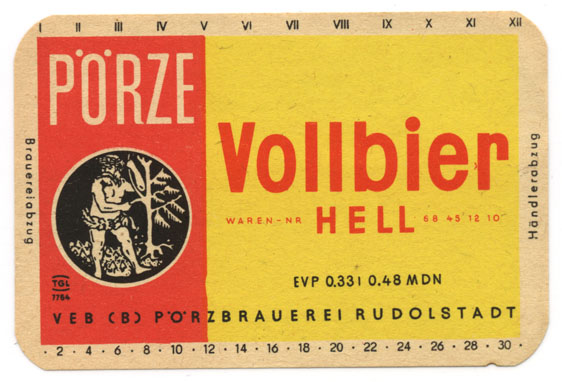 I II III IV V VI VII VIII IX X XI XII
PÖRZE
Vollbier
WAREN-NR HELL 68 45 12 10
Brauereiabzug
Händlerabzug
EVP 0.33 l 0.48 MDN
TGL
7764
VEB (B) PÖRZBRAUEREI RUDOLSTADT
· 2 · 4 · 6 · 8 · 10 · 12 · 14 · 16 · 18 · 20 · 22 · 24 · 26 · 28 · 30 ·